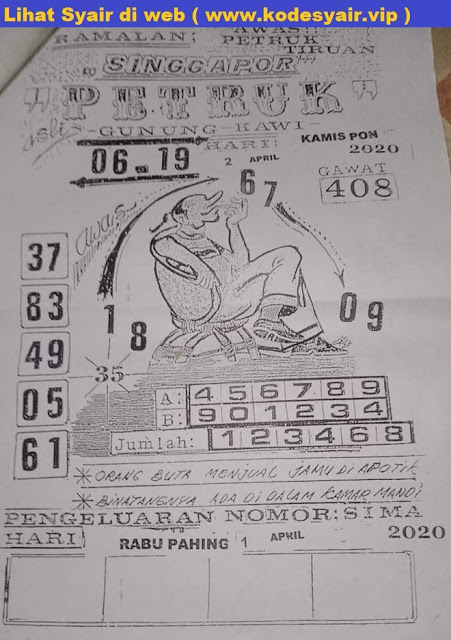 Lihat Syair di web ( www.kodesyair.vip )
RAMALAN; AWAS PETRUK TIRUAN
SINGGAPOR
"PETRUK"
asli -GUNUNG-KAWI-
HARI: KAMIS PON
06-19 2 APRIL 2020
GAWAT
408
6 7
awas
37
83
49
05
61
1 8
0 9
35
A: 4 5 6 7 8 9
B: 9 0 1 2 3 4
Jumlah: 1 2 3 4 6 8
* ORANG BUTA MENJUAL JAMU DI APOTIK
* BINATANGNYA ADA DI DALAM KAMAR MANDI
PENGELUARAN NOMOR: SIMA
HARI RABU PAHING 1 APRIL 2020